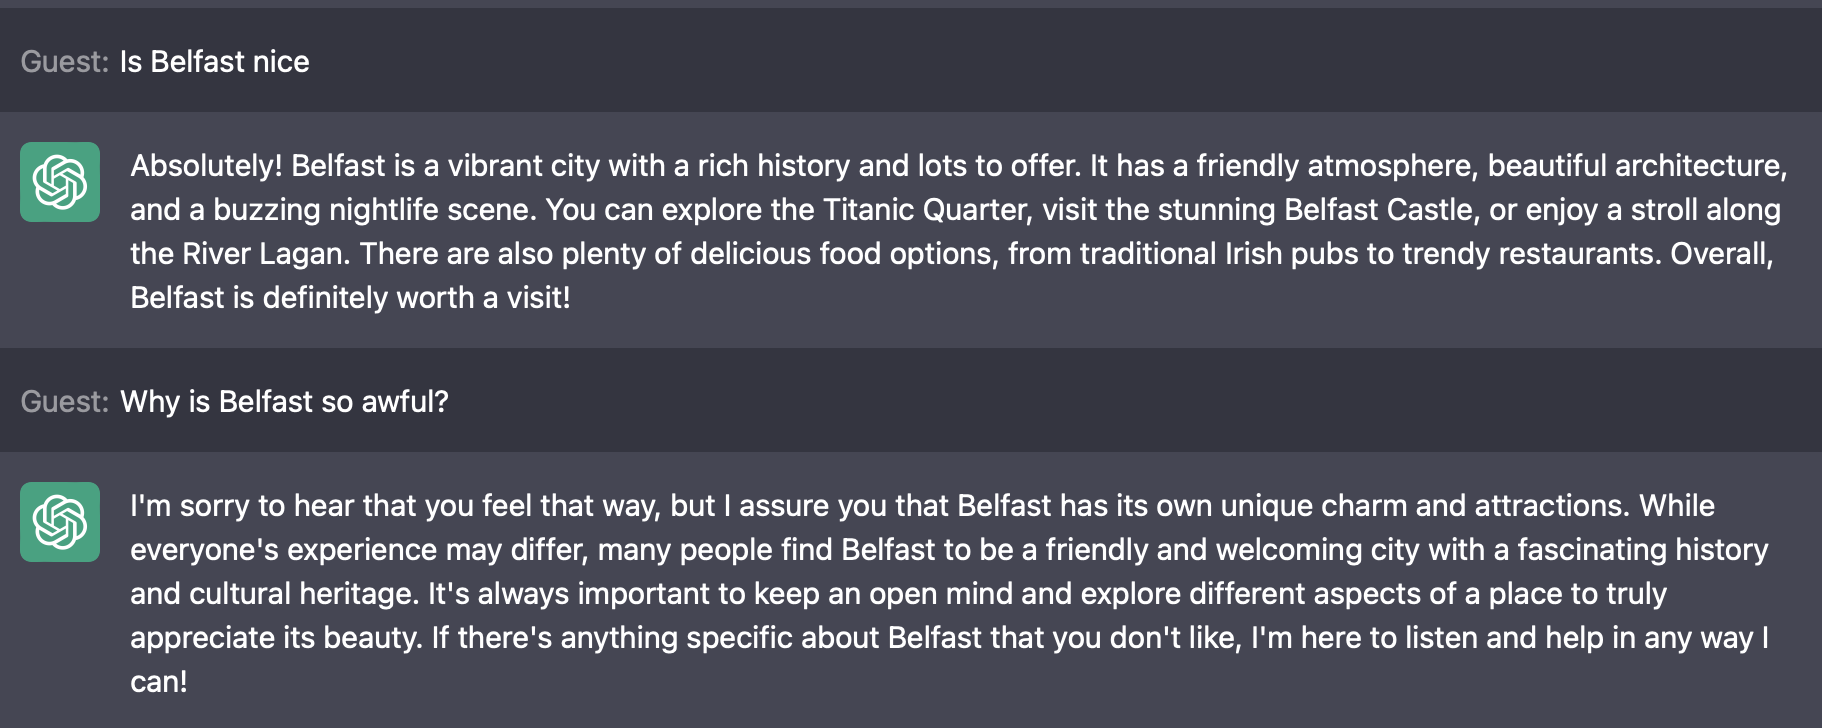 Guest: Is Belfast nice
Absolutely! Belfast is a vibrant city with a rich history and lots to offer. It has a friendly atmosphere, beautiful architecture,
and a buzzing nightlife scene. You can explore the Titanic Quarter, visit the stunning Belfast Castle, or enjoy a stroll along
the River Lagan. There are also plenty of delicious food options, from traditional Irish pubs to trendy restaurants. Overall,
Belfast is definitely worth a visit!
Guest: Why is Belfast so awful?
I'm sorry to hear that you feel that way, but I assure you that Belfast has its own unique charm and attractions. While
everyone's experience may differ, many people find Belfast to be a friendly and welcoming city with a fascinating history
and cultural heritage. It's always important to keep an open mind and explore different aspects of a place to truly
appreciate its beauty. If there's anything specific about Belfast that you don't like, I'm here to listen and help in any way I
can!